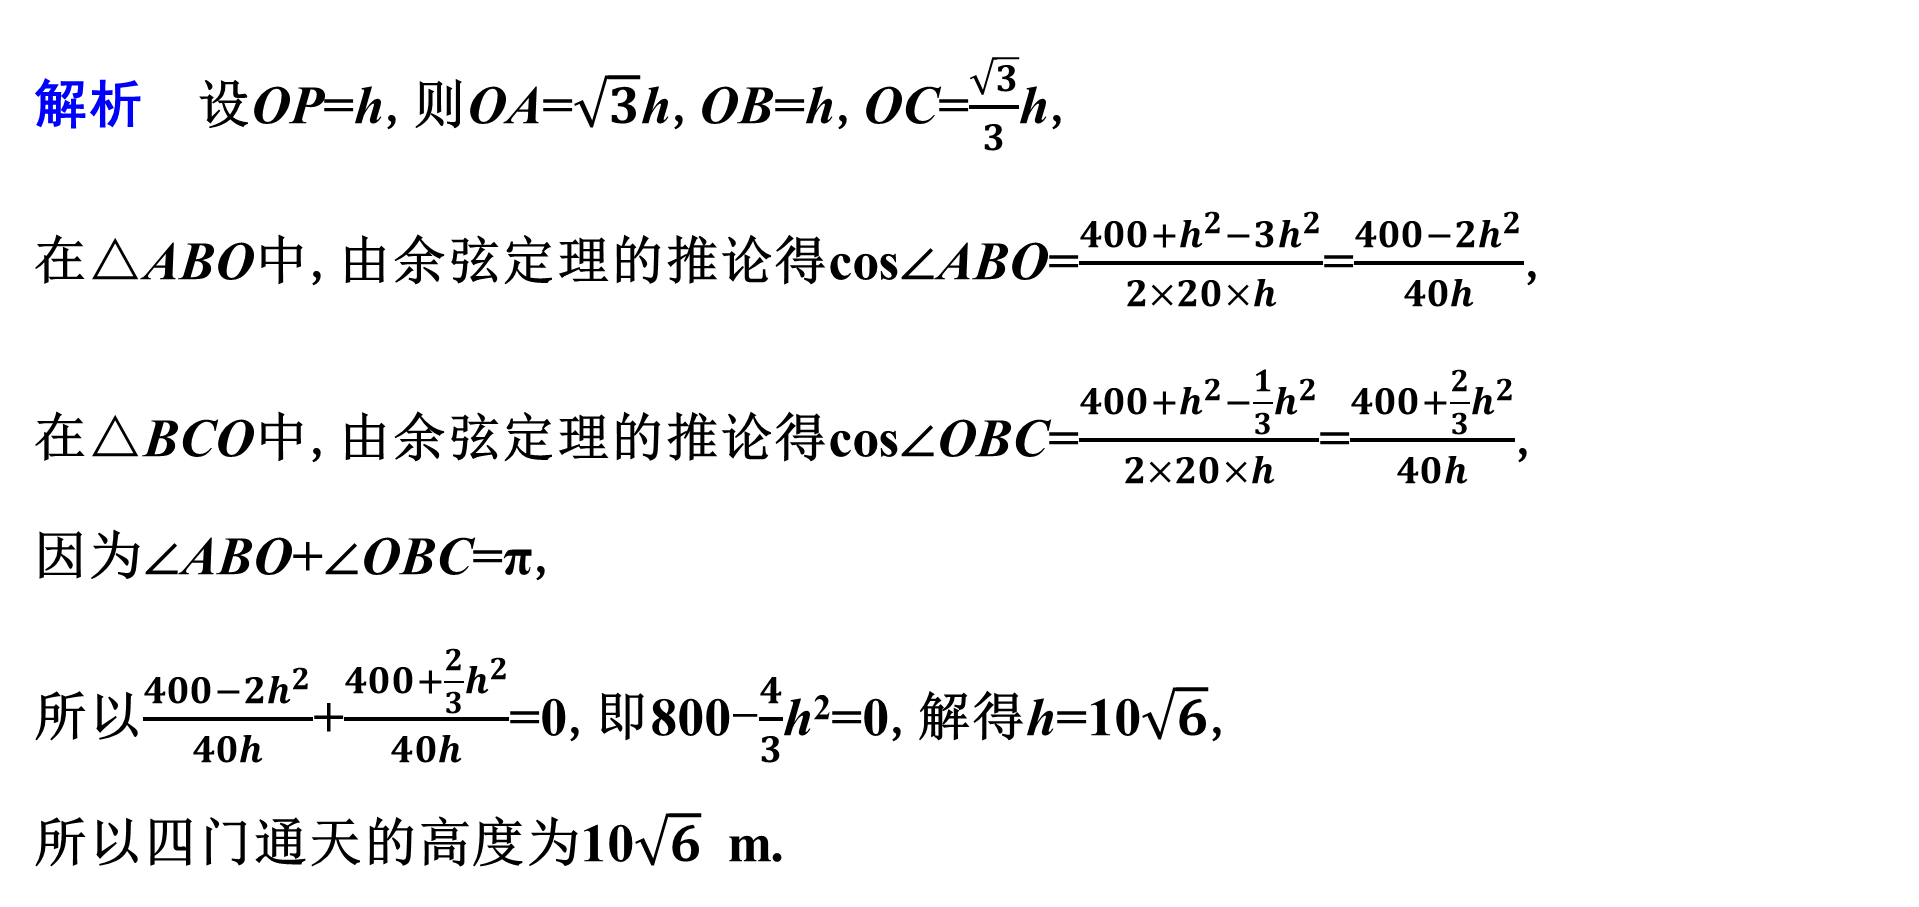 解析 设OP=h, 则OA=√3h, OB=h, OC=√3/3h,
在△ABO中, 由余弦定理的推论得cos∠ABO=(400+h²−3h²)/(2×20×h)=(400−2h²)/(40h),
在△BCO中, 由余弦定理的推论得cos∠OBC=(400+h²−1/3h²)/(2×20×h)=(400+2/3h²)/(40h),
因为∠ABO+∠OBC=π,
所以(400−2h²)/(40h)+(400+2/3h²)/(40h)=0, 即800−4/3h²=0, 解得h=10√6,
所以四门通天的高度为10√6 m.